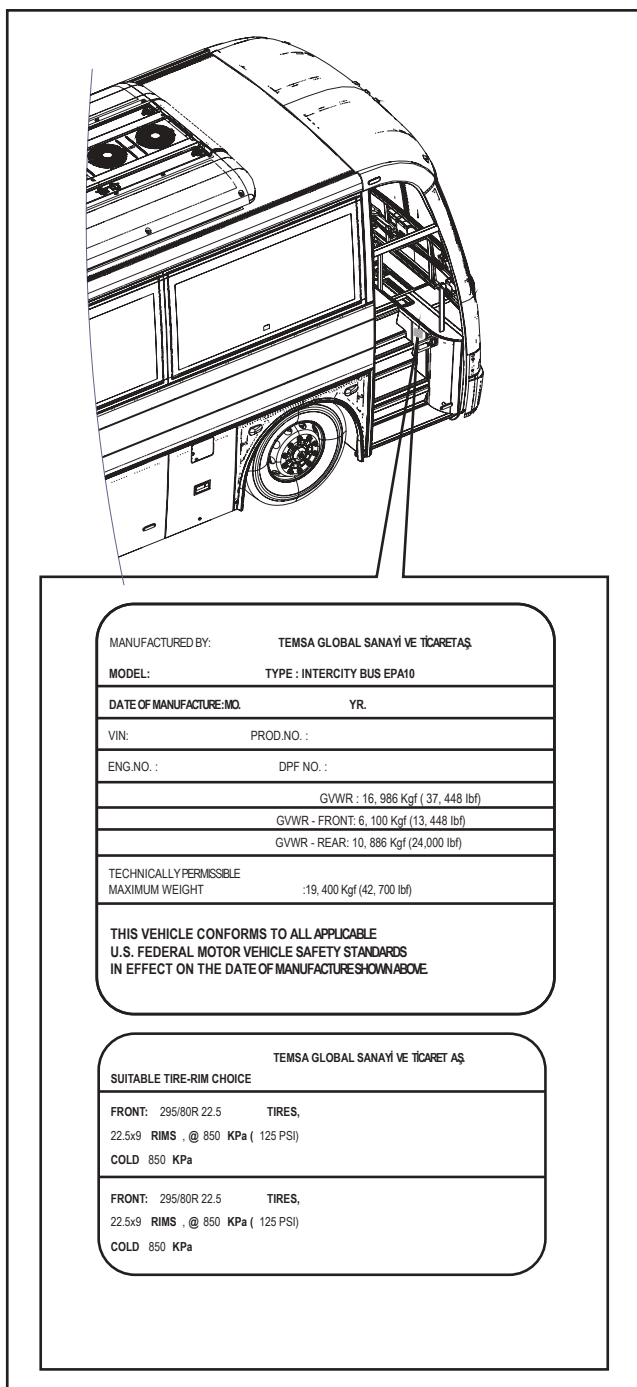 MANUFACTURED BY: TEMSA GLOBAL SANAYİ VE TİCARETAŞ.
MODEL: TYPE : INTERCITY BUS EPA10
DATE OF MANUFACTURE: MO. YR.
VIN: PROD.NO. :
ENG.NO. : DPF NO. :
GVWR : 16, 986 Kgf ( 37, 448 lbf)
GVWR - FRONT: 6, 100 Kgf (13, 448 lbf)
GVWR - REAR: 10, 886 Kgf (24,000 lbf)
TECHNICALLY PERMISSIBLE
MAXIMUM WEIGHT :19, 400 Kgf (42, 700 lbf)
THIS VEHICLE CONFORMS TO ALL APPLICABLE
U.S. FEDERAL MOTOR VEHICLE SAFETY STANDARDS
IN EFFECT ON THE DATE OF MANUFACTURE SHOWN ABOVE.
TEMSA GLOBAL SANAYİ VE TİCARET AŞ.
SUITABLE TIRE-RIM CHOICE
FRONT: 295/80R 22.5 TIRES,
22.5x9 RIMS , @ 850 KPa ( 125 PSI)
COLD 850 KPa
FRONT: 295/80R 22.5 TIRES,
22.5x9 RIMS , @ 850 KPa ( 125 PSI)
COLD 850 KPa